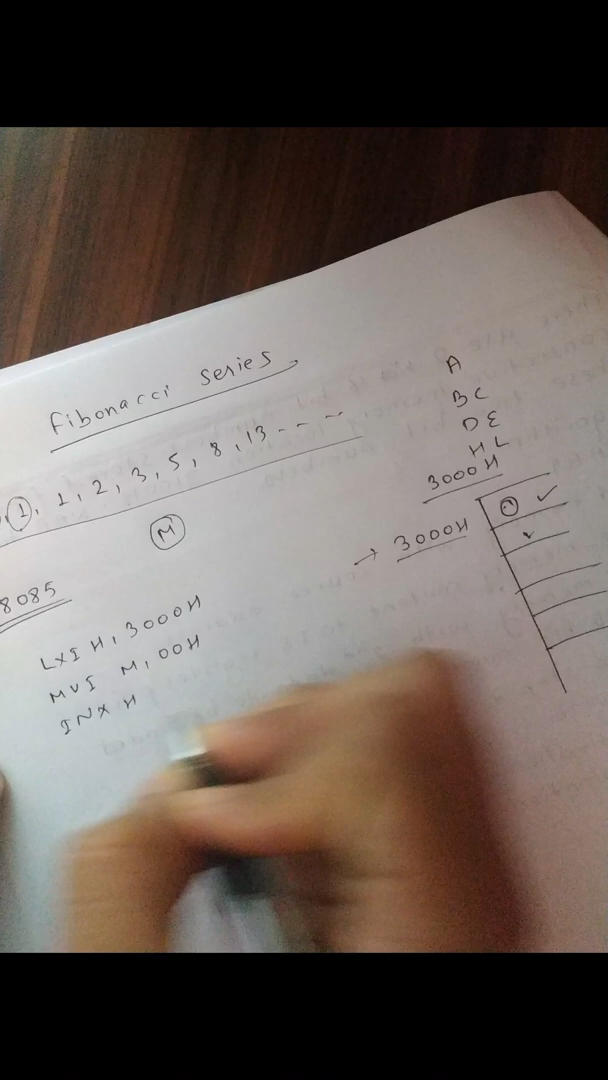 Fibonacci Series
1, 1, 2, 3, 5, 8, 13 - - - -
M
A
BC
DE
HL
3000H
→ 3000H
0 ✓
✓
8085
LXI H, 3000H
MVI M, 00H
INX H